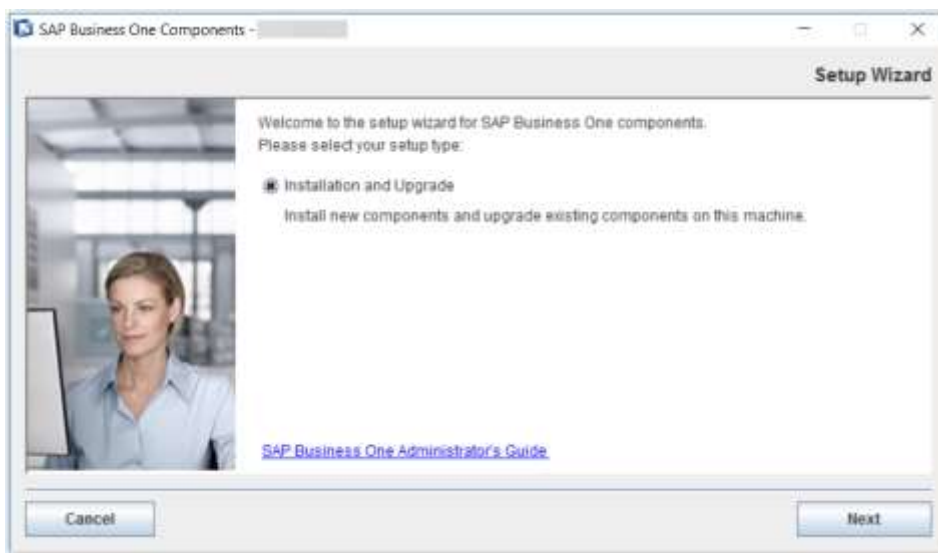 SAP Business One Components -
Setup Wizard
Welcome to the setup wizard for SAP Business One components.
Please select your setup type:
Installation and Upgrade
Install new components and upgrade existing components on this machine.
SAP Business One Administrator's Guide
Cancel
Next